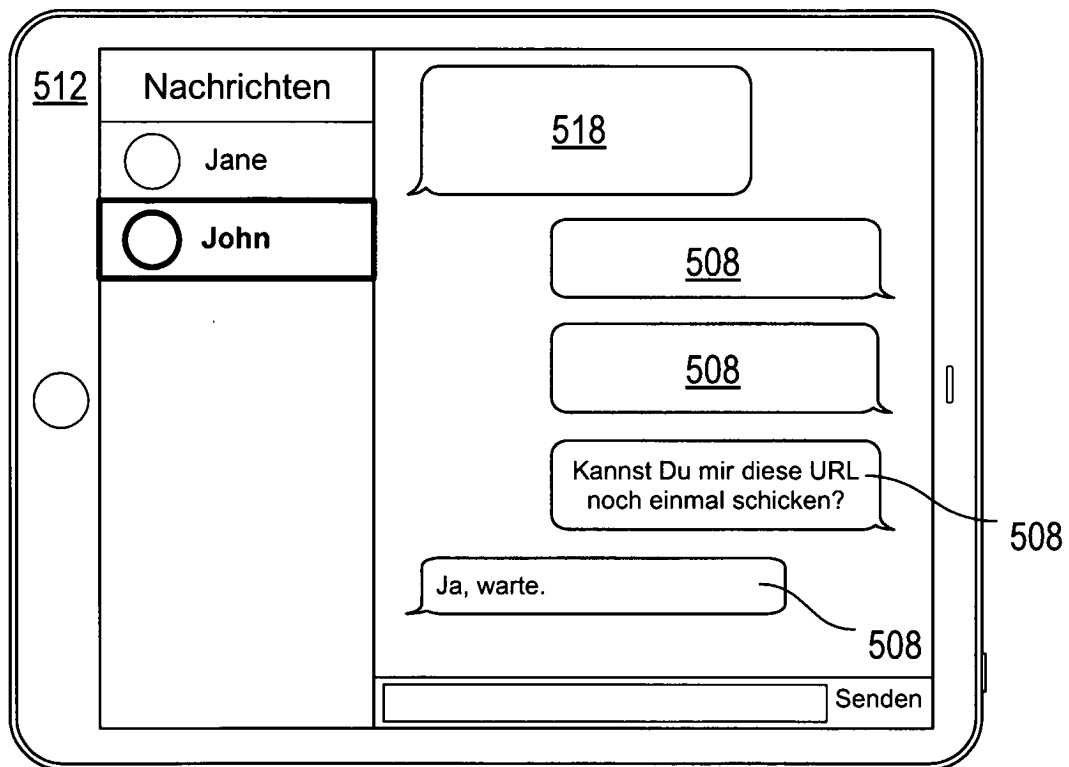 512
Nachrichten
Jane
John
518
508
508
Kannst Du mir diese URL
noch einmal schicken?
508
Ja, warte.
508
Senden